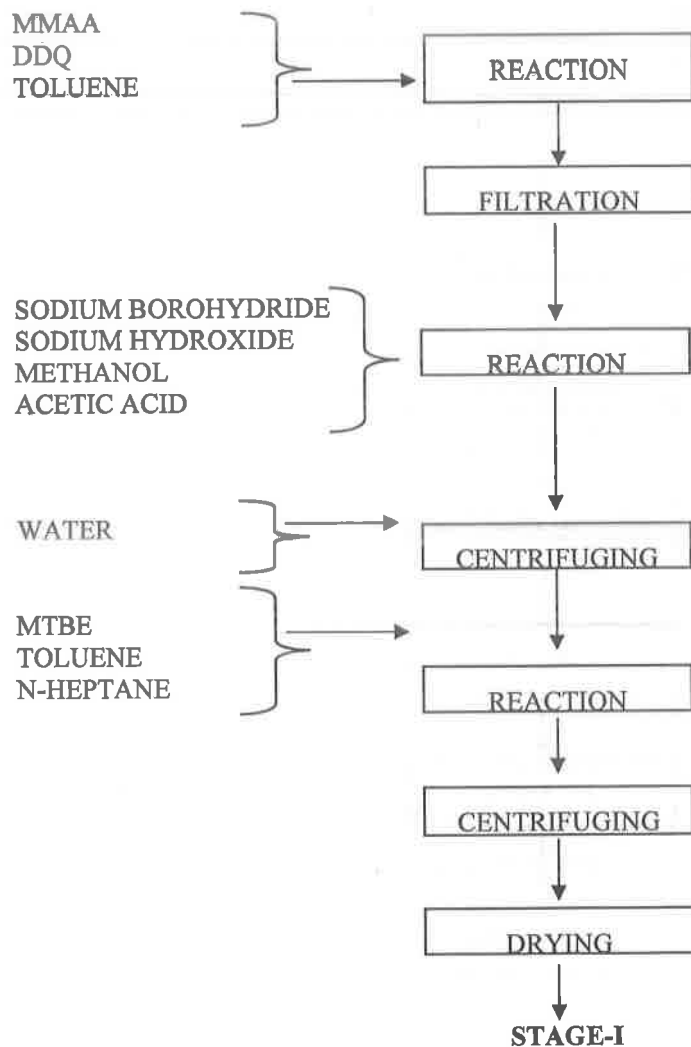 MMAA
DDQ
TOLUENE
REACTION
FILTRATION
SODIUM BOROHYDRIDE
SODIUM HYDROXIDE
METHANOL
ACETIC ACID
REACTION
WATER
CENTRIFUGING
MTBE
TOLUENE
N-HEPTANE
REACTION
CENTRIFUGING
DRYING
STAGE-I